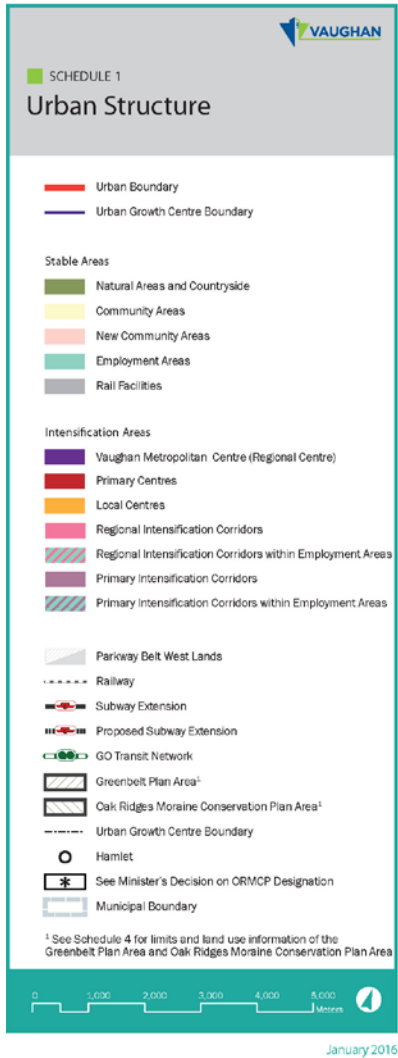 VAUGHAN
SCHEDULE 1
Urban Structure
Urban Boundary
Urban Growth Centre Boundary
Stable Areas
Natural Areas and Countryside
Community Areas
New Community Areas
Employment Areas
Rail Facilities
Intensification Areas
Vaughan Metropolitan Centre (Regional Centre)
Primary Centres
Local Centres
Regional Intensification Corridors
Regional Intensification Corridors within Employment Areas
Primary Intensification Corridors
Primary Intensification Corridors within Employment Areas
Parkway Belt West Lands
Railway
Subway Extension
Proposed Subway Extension
GO Transit Network
Greenbelt Plan Area¹
Oak Ridges Moraine Conservation Plan Area¹
Urban Growth Centre Boundary
Hamlet
See Minister's Decision on ORMCP Designation
Municipal Boundary
¹ See Schedule 4 for limits and land use information of the
Greenbelt Plan Area and Oak Ridges Moraine Conservation Plan Area
0 1,000 2,000 3,000 4,000 5,000
Meters
January 2016